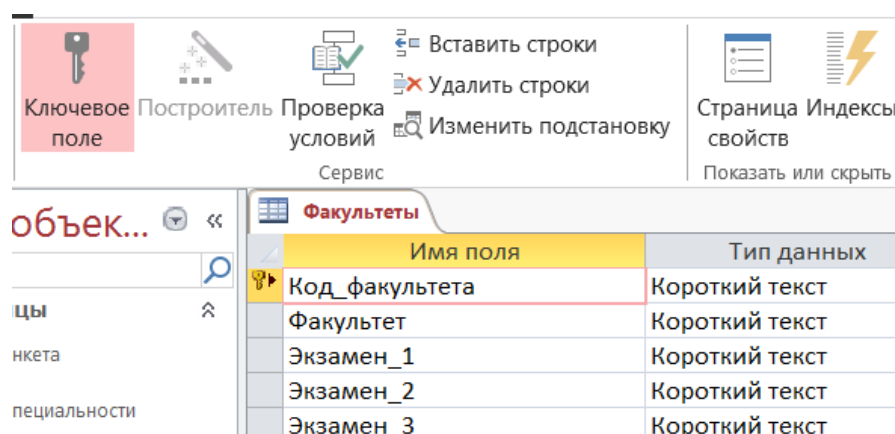 Ключевое поле
Построитель
Проверка условий
Вставить строки
Удалить строки
Изменить подстановку
Страница свойств
Индексы
Сервис
Показать или скрыть
объек...
Факультеты
Имя поля
Тип данных
Код_факультета
Короткий текст
цы
Факультет
Короткий текст
нкета
Экзамен_1
Короткий текст
Экзамен_2
Короткий текст
пециальности
Экзамен_3
Короткий текст